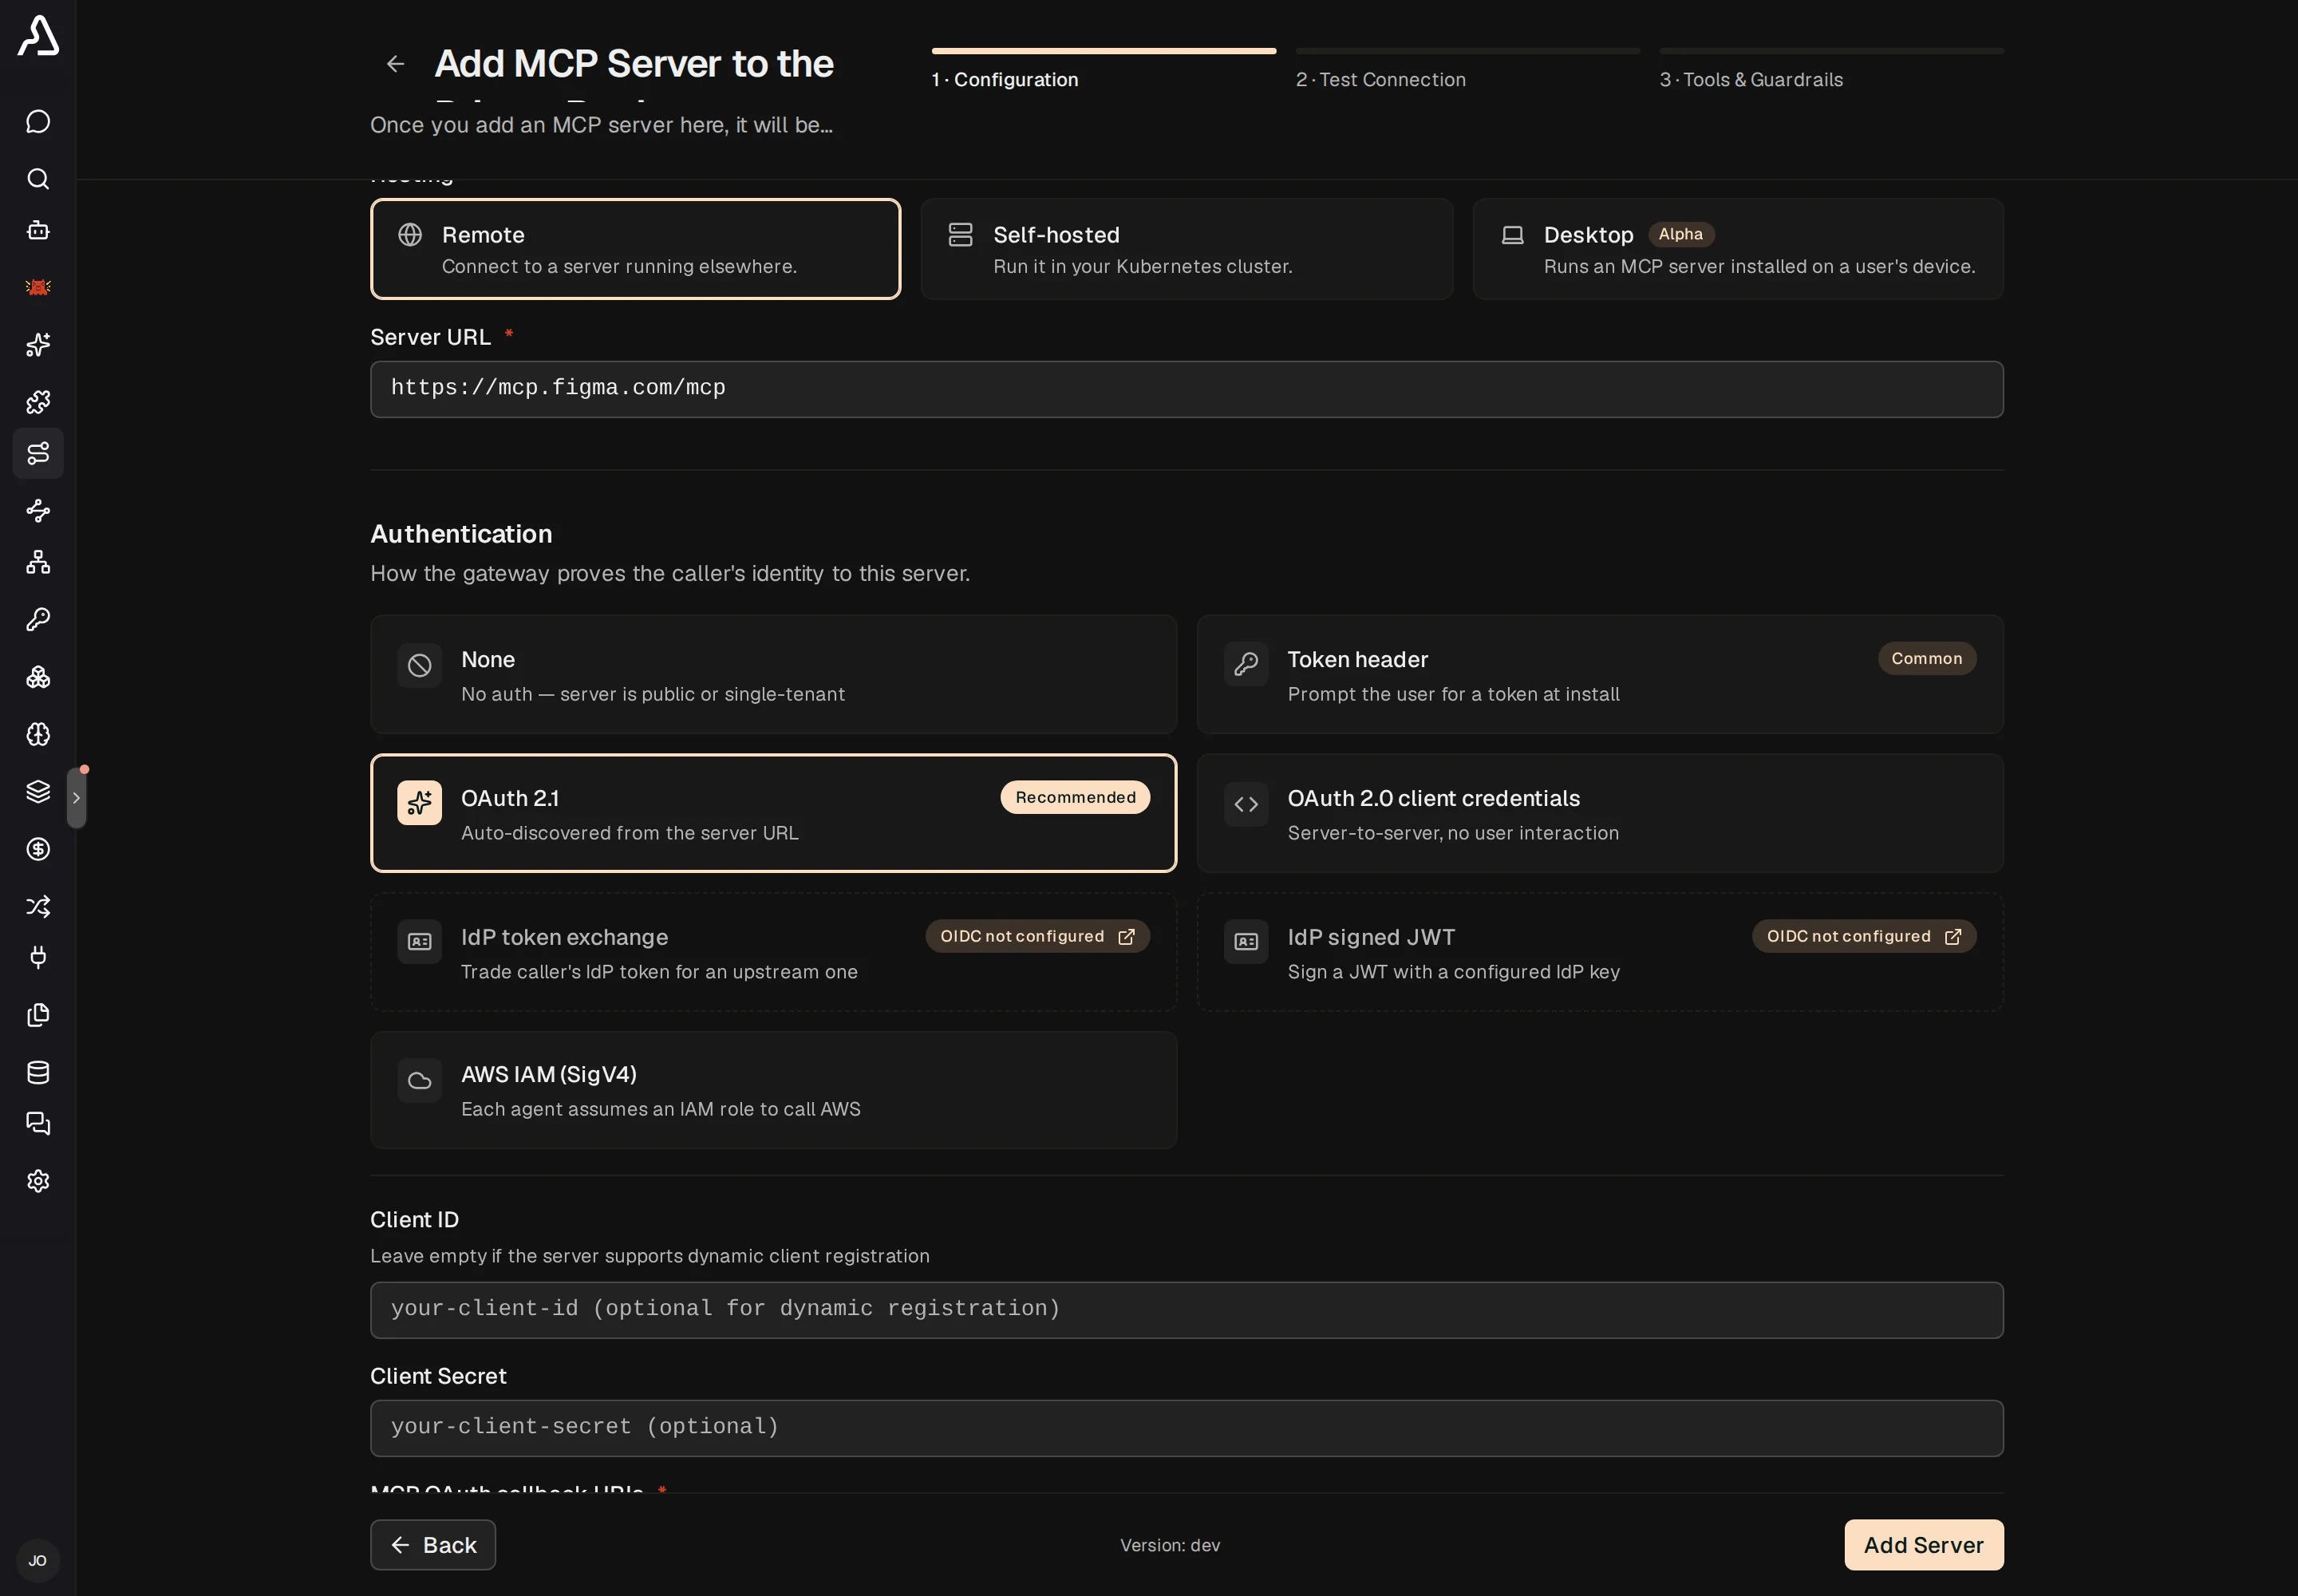 Add MCP Server to the
Once you add an MCP server here, it will be...
1 · Configuration
2 · Test Connection
3 · Tools & Guardrails
Remote
Connect to a server running elsewhere.
Self-hosted
Run it in your Kubernetes cluster.
Desktop Alpha
Runs an MCP server installed on a user's device.
Server URL *
https://mcp.figma.com/mcp
Authentication
How the gateway proves the caller's identity to this server.
None
No auth — server is public or single-tenant
Token header Common
Prompt the user for a token at install
OAuth 2.1 Recommended
Auto-discovered from the server URL
OAuth 2.0 client credentials
Server-to-server, no user interaction
IdP token exchange OIDC not configured
Trade caller's IdP token for an upstream one
IdP signed JWT OIDC not configured
Sign a JWT with a configured IdP key
AWS IAM (SigV4)
Each agent assumes an IAM role to call AWS
Client ID
Leave empty if the server supports dynamic client registration
your-client-id (optional for dynamic registration)
Client Secret
your-client-secret (optional)
MCP OAuth callback URIs *
Back
Version: dev
Add Server
JO